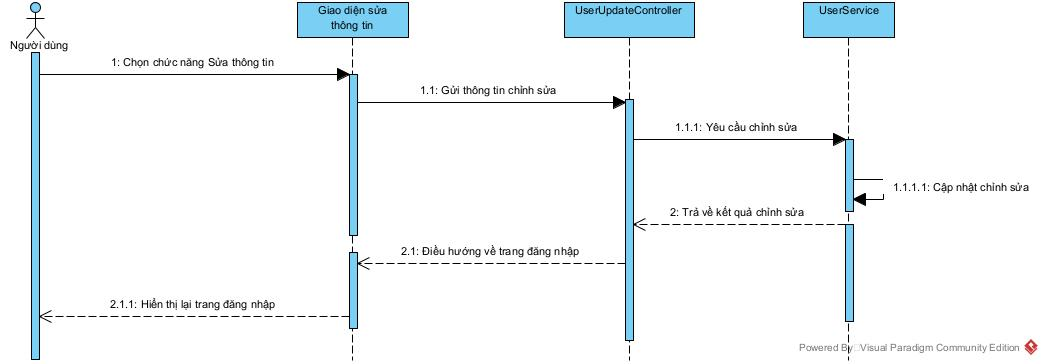 Giao diện sửa
thông tin
UserUpdateController
UserService
Người dùng
1: Chọn chức năng Sửa thông tin
1.1: Gửi thông tin chỉnh sửa
1.1.1: Yêu cầu chỉnh sửa
1.1.1.1: Cập nhật chỉnh sửa
2: Trả về kết quả chỉnh sửa
2.1: Điều hướng về trang đăng nhập
2.1.1: Hiển thị lại trang đăng nhập
Powered By Visual Paradigm Community Edition